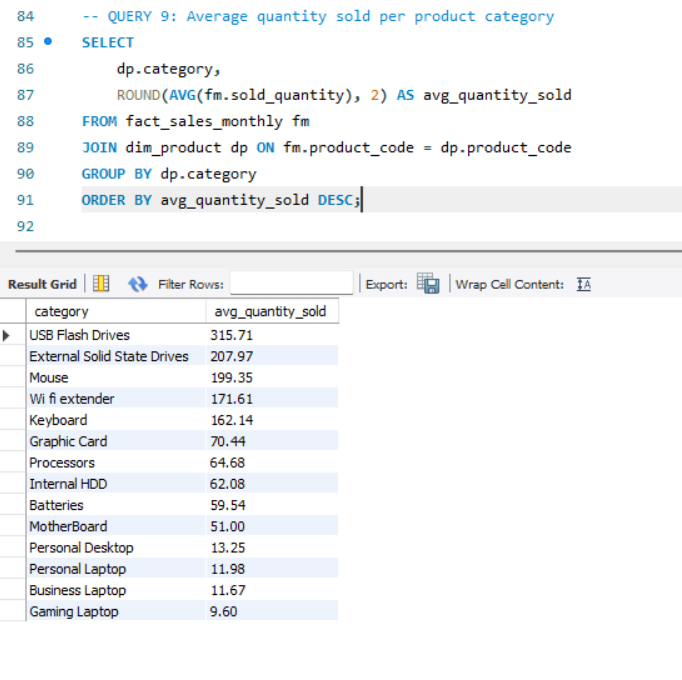 84 -- QUERY 9: Average quantity sold per product category
85 SELECT
86 dp.category,
87 ROUND(AVG(fm.sold_quantity), 2) AS avg_quantity_sold
88 FROM fact_sales_monthly fm
89 JOIN dim_product dp ON fm.product_code = dp.product_code
90 GROUP BY dp.category
91 ORDER BY avg_quantity_sold DESC;
92
Result Grid Filter Rows: Export: Wrap Cell Content: IA
category avg_quantity_sold
USB Flash Drives 315.71
External Solid State Drives 207.97
Mouse 199.35
Wi fi extender 171.61
Keyboard 162.14
Graphic Card 70.44
Processors 64.68
Internal HDD 62.08
Batteries 59.54
MotherBoard 51.00
Personal Desktop 13.25
Personal Laptop 11.98
Business Laptop 11.67
Gaming Laptop 9.60